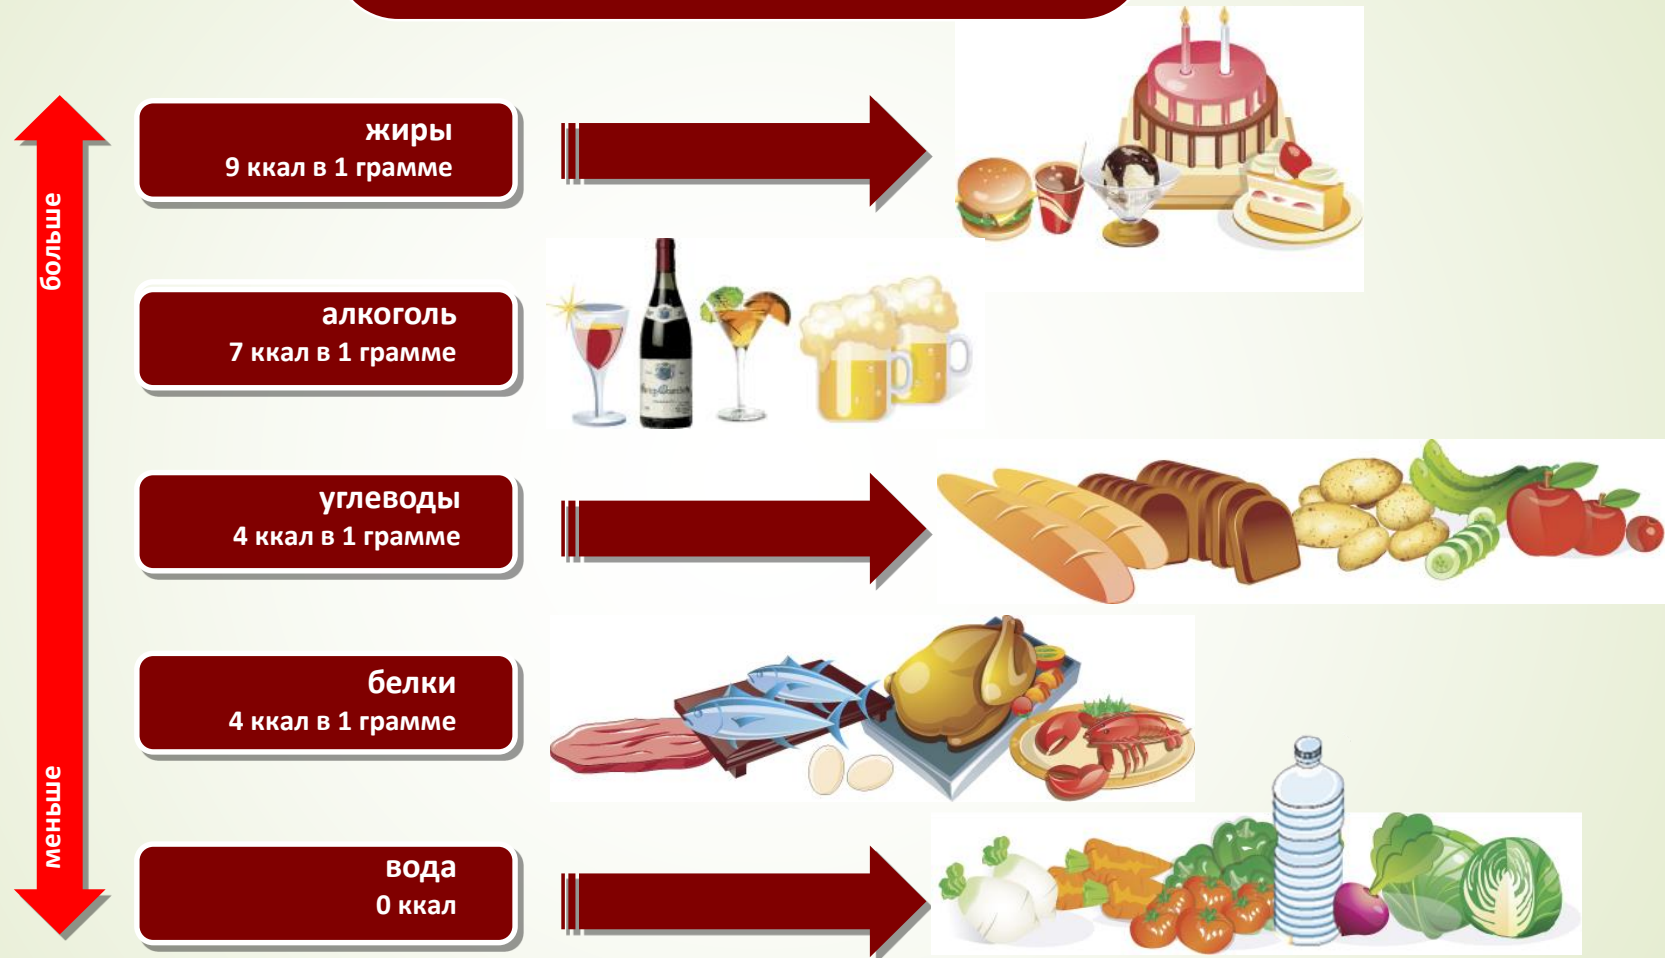 больше
жиры
9 ккал в 1 грамме
алкоголь
7 ккал в 1 грамме
углеводы
4 ккал в 1 грамме
белки
4 ккал в 1 грамме
меньше
вода
0 ккал